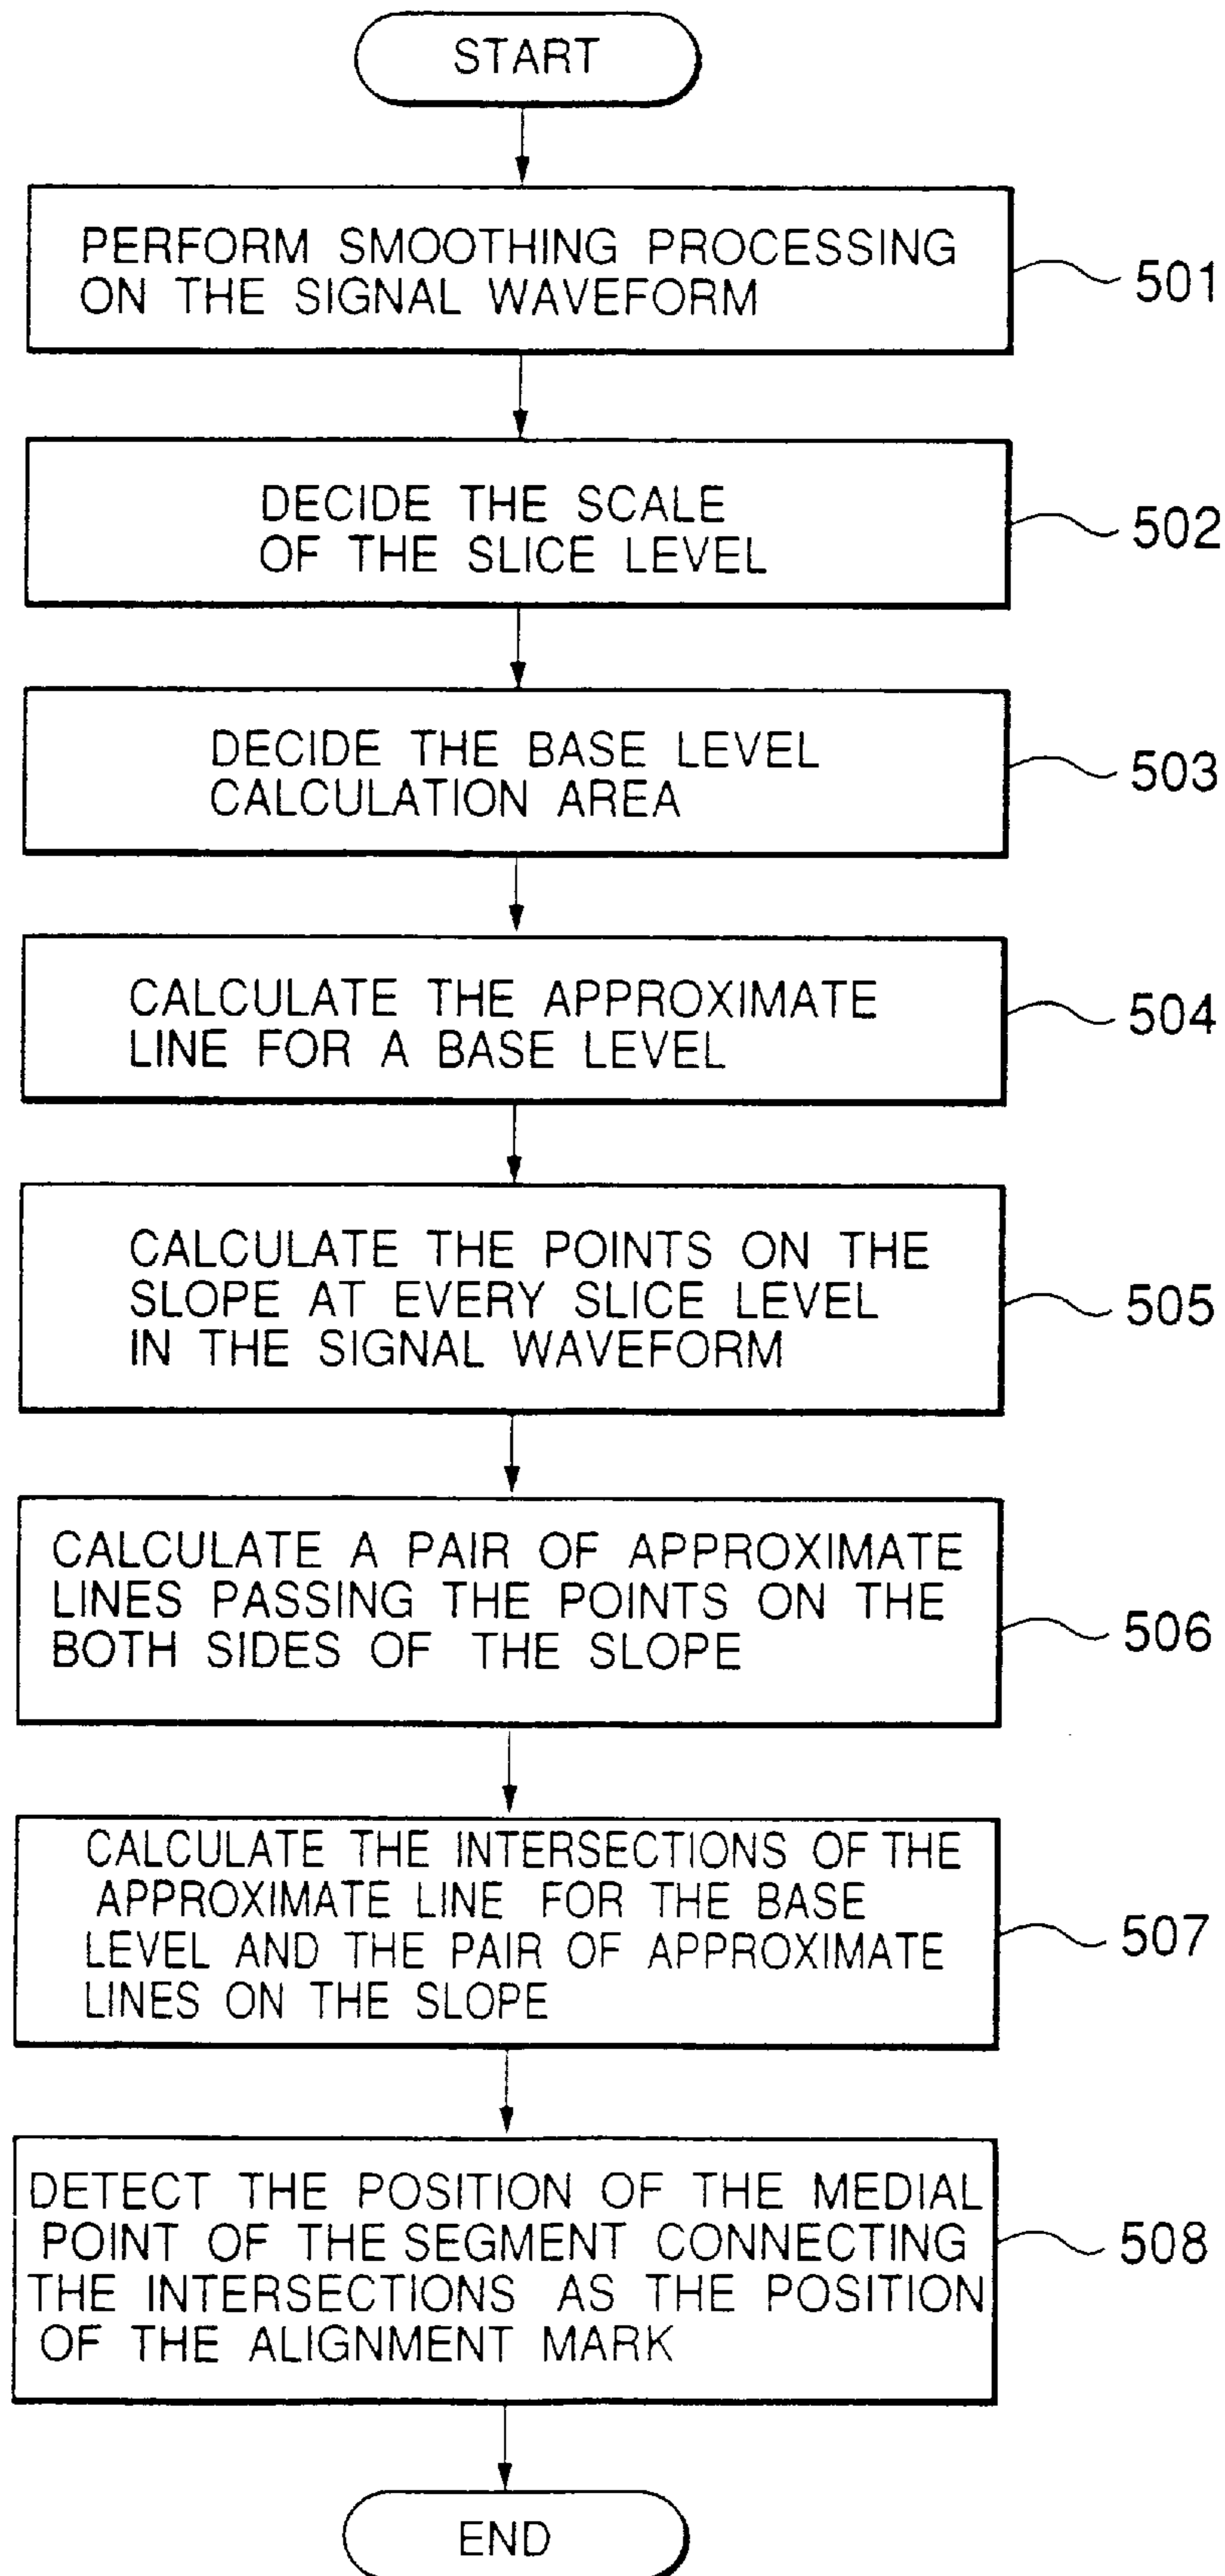 START
PERFORM SMOOTHING PROCESSING
ON THE SIGNAL WAVEFORM
501
DECIDE THE SCALE
OF THE SLICE LEVEL
502
DECIDE THE BASE LEVEL
CALCULATION AREA
503
CALCULATE THE APPROXIMATE
LINE FOR A BASE LEVEL
504
CALCULATE THE POINTS ON THE
SLOPE AT EVERY SLICE LEVEL
IN THE SIGNAL WAVEFORM
505
CALCULATE A PAIR OF APPROXIMATE
LINES PASSING THE POINTS ON THE
BOTH SIDES OF THE SLOPE
506
CALCULATE THE INTERSECTIONS OF THE
APPROXIMATE LINE FOR THE BASE
LEVEL AND THE PAIR OF APPROXIMATE
LINES ON THE SLOPE
507
DETECT THE POSITION OF THE MEDIAL
POINT OF THE SEGMENT CONNECTING
THE INTERSECTIONS AS THE POSITION
OF THE ALIGNMENT MARK
508
END